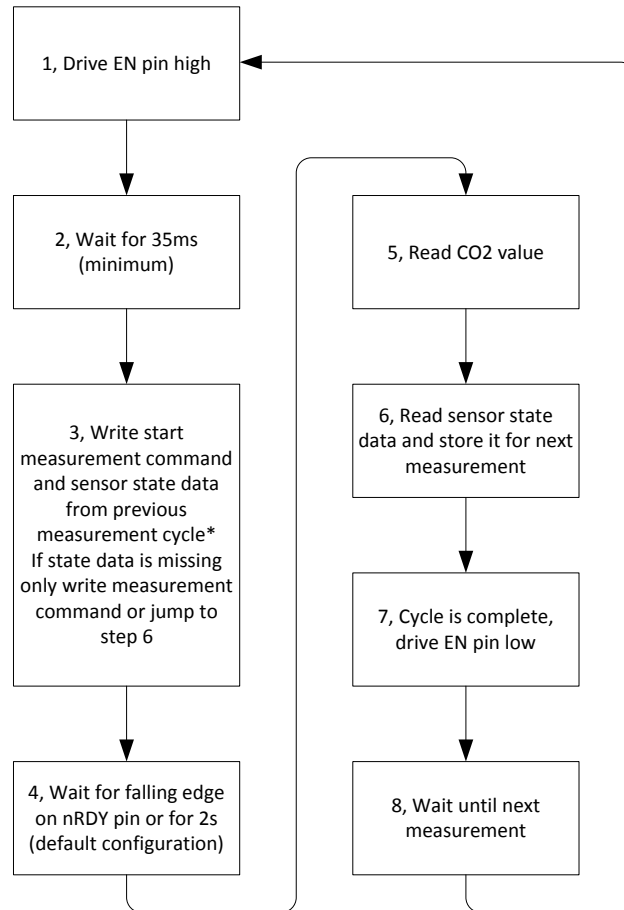 1, Drive EN pin high
2, Wait for 35ms
(minimum)
3, Write start
measurement command
and sensor state data
from previous
measurement cycle*
If state data is missing
only write measurement
command or jump to
step 6
4, Wait for falling edge
on nRDY pin or for 2s
(default configuration)
5, Read CO2 value
6, Read sensor state
data and store it for next
measurement
7, Cycle is complete,
drive EN pin low
8, Wait until next
measurement